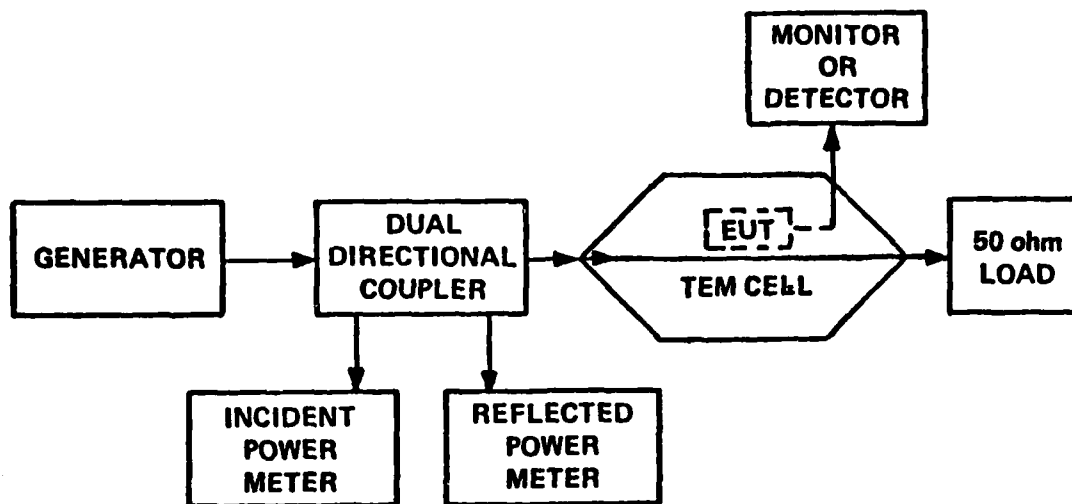 MONITOR
OR
DETECTOR
GENERATOR
DUAL
DIRECTIONAL
COUPLER
EUT
TEM CELL
50 ohm
LOAD
INCIDENT
POWER
METER
REFLECTED
POWER
METER